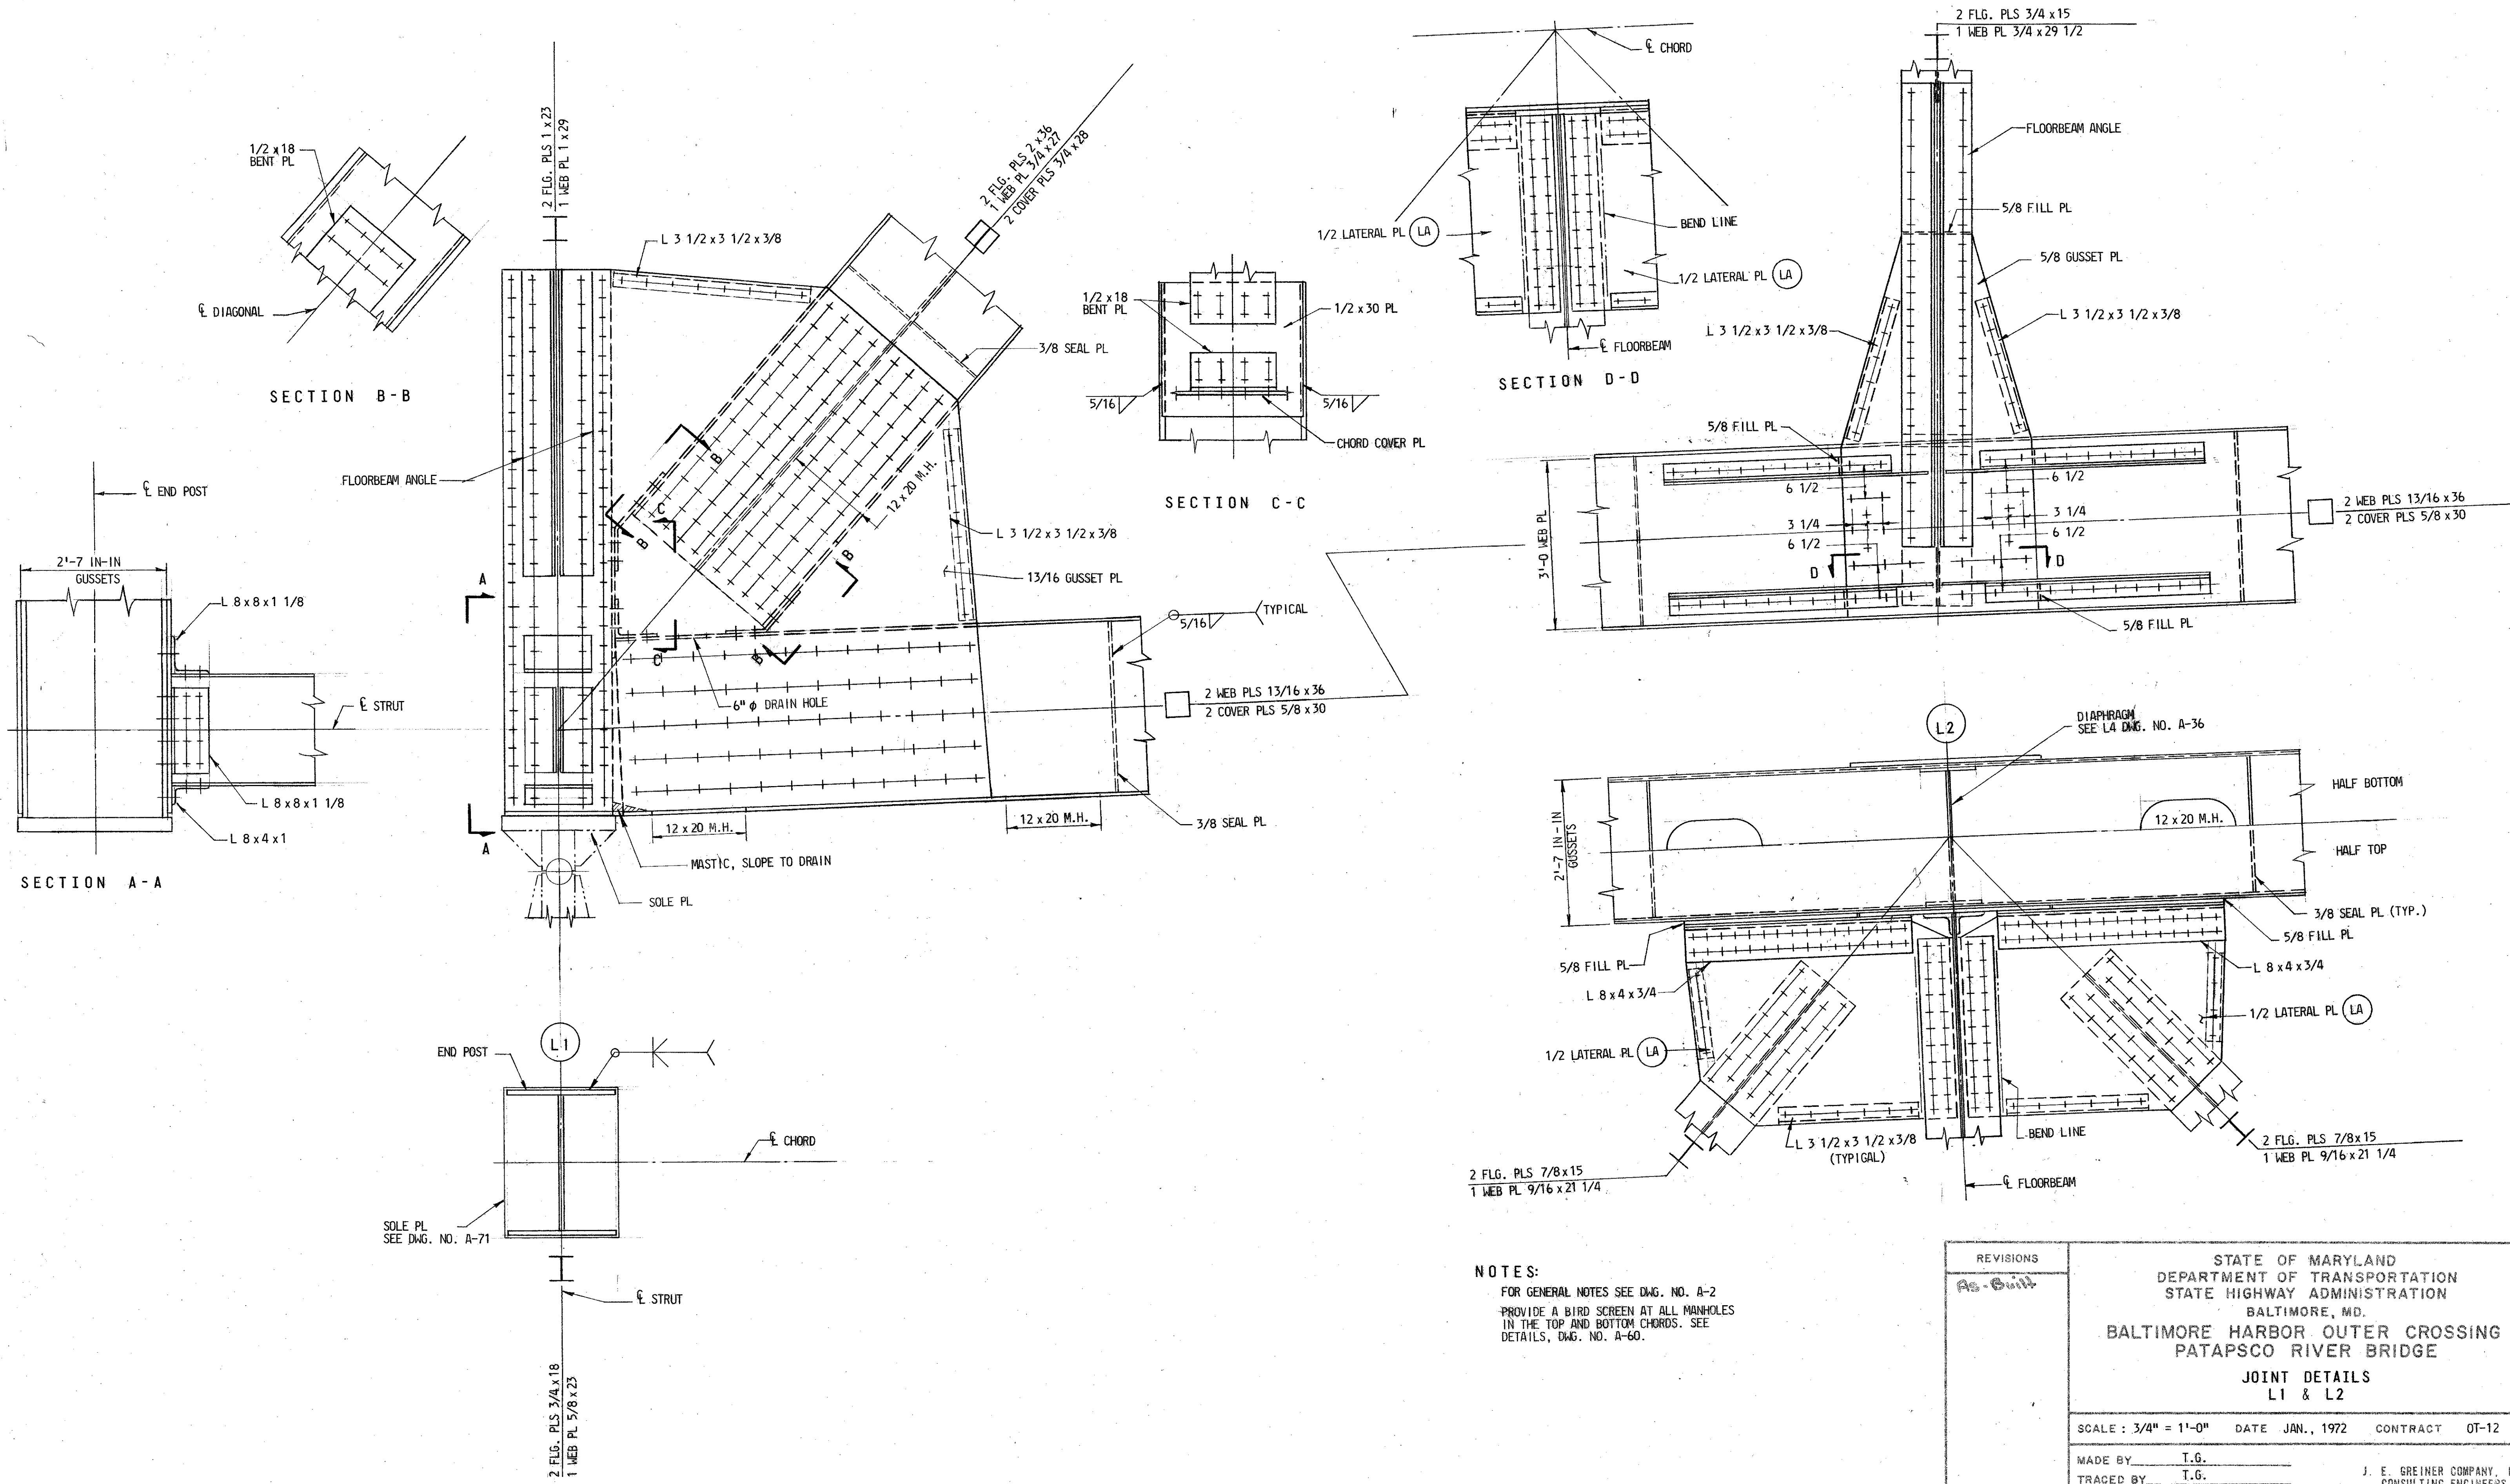 1/2 x 18
BENT PL
℄ DIAGONAL
SECTION B-B
2 FLG. PLS 1 x 23
1 WEB PL 1 x 29
L 3 1/2 x 3 1/2 x 3/8
2 FLG. PLS 2 x 36
1 WEB PL 3/4 x 27
2 COVER PLS 3/4 x 28
3/8 SEAL PL
FLOORBEAM ANGLE
12 x 20 M.H.
B
B
C
B
C
B
L 3 1/2 x 3 1/2 x 3/8
13/16 GUSSET PL
5/16
TYPICAL
6" ϕ DRAIN HOLE
2 WEB PLS 13/16 x 36
2 COVER PLS 5/8 x 30
12 x 20 M.H.
12 x 20 M.H.
3/8 SEAL PL
MASTIC, SLOPE TO DRAIN
SOLE PL
A
A
℄ END POST
2'-7 IN-IN
GUSSETS
L 8 x 8 x 1 1/8
℄ STRUT
L 8 x 8 x 1 1/8
L 8 x 4 x 1
SECTION A-A
1/2 x 18
BENT PL
1/2 x 30 PL
5/16
5/16
CHORD COVER PL
SECTION C-C
℄ CHORD
1/2 LATERAL PL LA
BEND LINE
1/2 LATERAL PL LA
℄ FLOORBEAM
SECTION D-D
2 FLG. PLS 3/4 x 15
1 WEB PL 3/4 x 29 1/2
FLOORBEAM ANGLE
5/8 FILL PL
5/8 GUSSET PL
L 3 1/2 x 3 1/2 x 3/8
L 3 1/2 x 3 1/2 x 3/8
5/8 FILL PL
6 1/2
6 1/2
3 1/4
3 1/4
6 1/2
6 1/2
D
D
3'-0 WEB PL
2 WEB PLS 13/16 x 36
2 COVER PLS 5/8 x 30
5/8 FILL PL
L2
DIAPHRAGM
SEE L4 DWG. NO. A-36
HALF BOTTOM
12 x 20 M.H.
HALF TOP
2'-7 IN-IN
GUSSETS
3/8 SEAL PL (TYP.)
5/8 FILL PL
5/8 FILL PL
L 8 x 4 x 3/4
L 8 x 4 x 3/4
1/2 LATERAL PL LA
1/2 LATERAL PL LA
L 3 1/2 x 3 1/2 x 3/8
(TYPICAL)
BEND LINE
2 FLG. PLS 7/8 x 15
1 WEB PL 9/16 x 21 1/4
2 FLG. PLS 7/8 x 15
1 WEB PL 9/16 x 21 1/4
℄ FLOORBEAM
L1
END POST
℄ CHORD
SOLE PL
SEE DWG. NO. A-71
℄ STRUT
2 FLG. PLS 3/4 x 18
1 WEB PL 5/8 x 23
NOTES:
FOR GENERAL NOTES SEE DWG. NO. A-2
PROVIDE A BIRD SCREEN AT ALL MANHOLES
IN THE TOP AND BOTTOM CHORDS. SEE
DETAILS, DWG. NO. A-60.
REVISIONS
As-Built
STATE OF MARYLAND
DEPARTMENT OF TRANSPORTATION
STATE HIGHWAY ADMINISTRATION
BALTIMORE, MD.
BALTIMORE HARBOR OUTER CROSSING
PATAPSCO RIVER BRIDGE
JOINT DETAILS
L1 & L2
SCALE : 3/4" = 1'-0" DATE JAN., 1972 CONTRACT OT-12
MADE BY T.G.
TRACED BY T.G.
J. E. GREINER COMPANY,
CONSULTING ENGINEERS